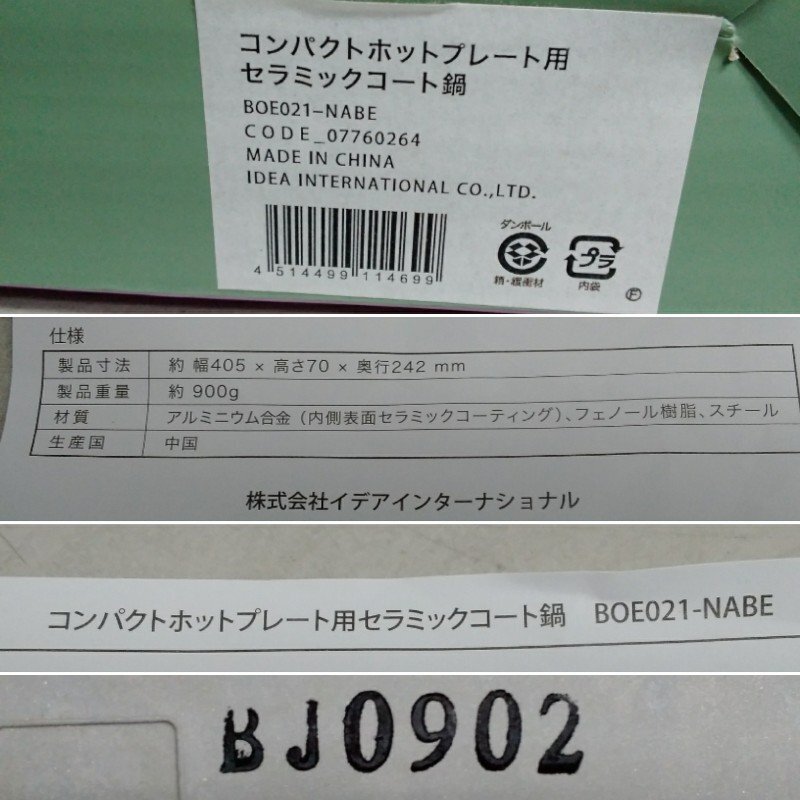 コンパクトホットプレート用
セラミックコート鍋
BOE021-NABE
CODE_07760264
MADE IN CHINA
IDEA INTERNATIONAL CO.,LTD.
4 514499 114699
ダンボール
箱・緩衝材
プラ
内袋
F
仕様
製品寸法 約 幅405 × 高さ70 × 奥行242 mm
製品重量 約 900g
材質 アルミニウム合金（内側表面セラミックコーティング）、フェノール樹脂、スチール
生産国 中国
株式会社イデアインターナショナル
コンパクトホットプレート用セラミックコート鍋 BOE021-NABE
BJ0902